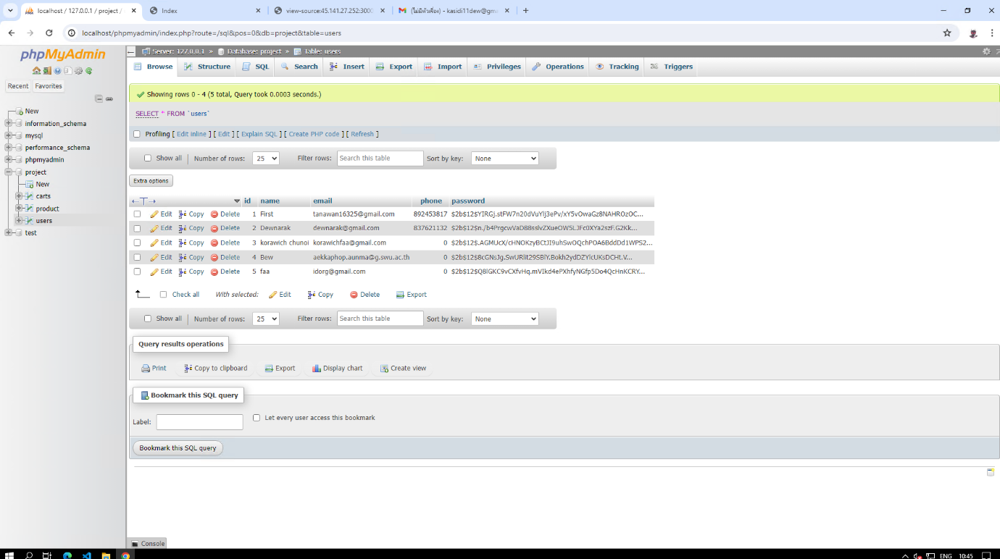 localhost / 127.0.0.1 / project /
Index
view-source:45.141.27.252:3000
(ไม่มีหัวเรื่อง) - kasidi11dew@gma
localhost/phpmyadmin/index.php?route=/sql&pos=0&db=project&table=users
phpMyAdmin
Recent Favorites
New
information_schema
mysql
performance_schema
phpmyadmin
project
New
carts
product
users
test
Server: 127.0.0.1 » Database: project » Table: users
Browse Structure SQL Search Insert Export Import Privileges Operations Tracking Triggers
Showing rows 0 - 4 (5 total, Query took 0.0003 seconds.)
SELECT * FROM `users`
Profiling [ Edit inline ] [ Edit ] [ Explain SQL ] [ Create PHP code ] [ Refresh ]
Show all Number of rows: 25 Filter rows: Search this table Sort by key: None
Extra options
id name email phone password
Edit Copy Delete 1 First tanawan16325@gmail.com 892453817 $2b$12$YIRGj.stFW7n20dVuYlj3ePv/xY5vOwaGz8NAHROzOC...
Edit Copy Delete 2 Dewnarak dewnarak@gmail.com 837621132 $2b$12$n./b4PrgcwVaD88sslvZXueOW5LJFc0XYa2szF.G2Kk...
Edit Copy Delete 3 korawich chunoi korawichfaa@gmail.com 0 $2b$12$.AGMUcX/cHNOKzyBCtJI9uhSwOQchPOA6BddDd1WPS2...
Edit Copy Delete 4 Bew aekkaphop.aunma@g.swu.ac.th 0 $2b$12$8cGNsJg.SwURlit29SBlY.Bokh2ydDZYlcUKsDCHt.V...
Edit Copy Delete 5 faa idorg@gmail.com 0 $2b$12$Q8lGKC9vCXfvHq.mVIkd4ePXhfyNGfp5Do4QcHnKCRY...
Check all With selected: Edit Copy Delete Export
Show all Number of rows: 25 Filter rows: Search this table Sort by key: None
Query results operations
Print Copy to clipboard Export Display chart Create view
Bookmark this SQL query
Label: Let every user access this bookmark
Bookmark this SQL query
Console
ENG 10:45